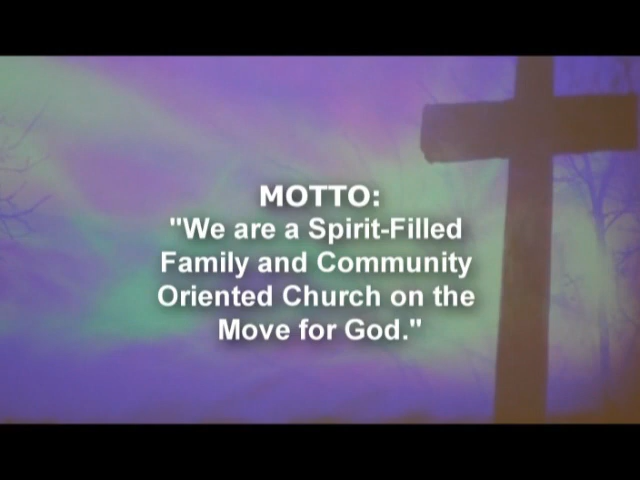 MOTTO:
"We are a Spirit-Filled
Family and Community
Oriented Church on the
Move for God."